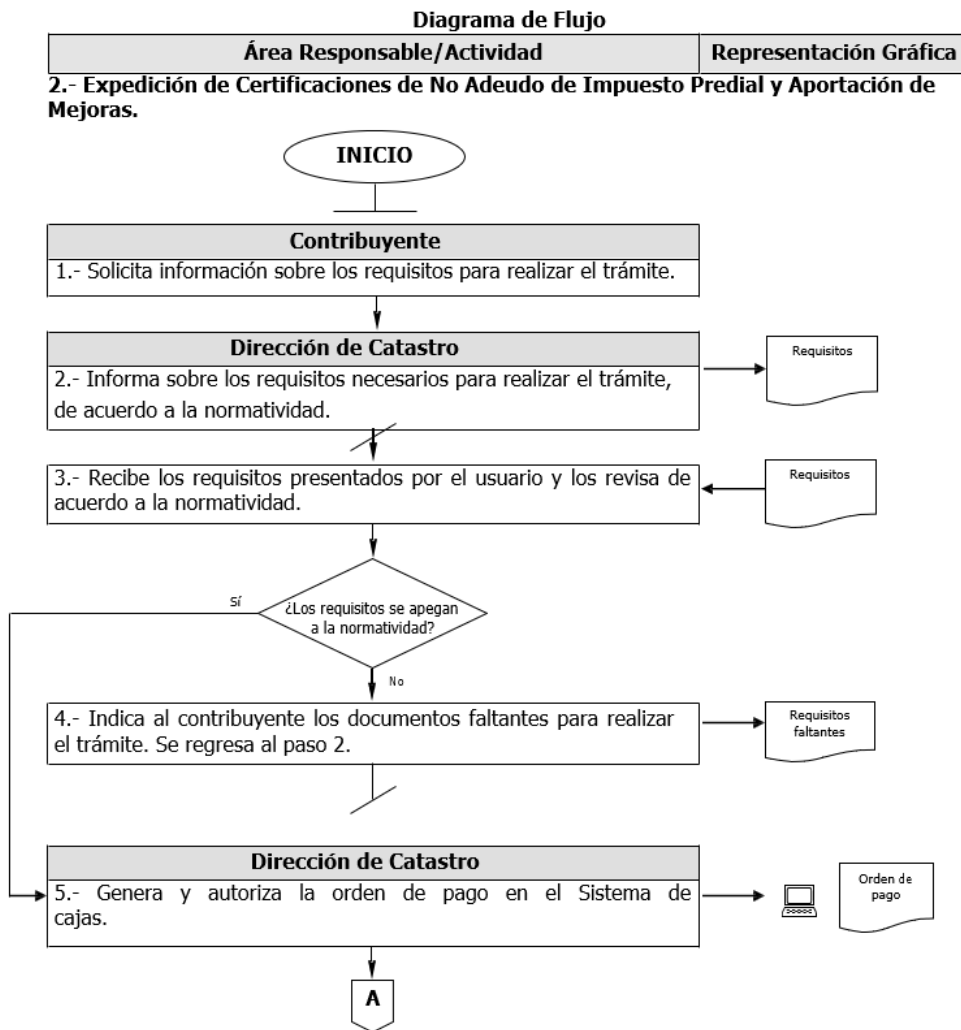 Diagrama de Flujo
Área Responsable/Actividad
Representación Gráfica
2.- Expedición de Certificaciones de No Adeudo de Impuesto Predial y Aportación de
Mejoras.
INICIO
Contribuyente
1.- Solicita información sobre los requisitos para realizar el trámite.
Dirección de Catastro
2.- Informa sobre los requisitos necesarios para realizar el trámite,
de acuerdo a la normatividad.
Requisitos
3.- Recibe los requisitos presentados por el usuario y los revisa de
acuerdo a la normatividad.
Requisitos
Sí
¿Los requisitos se apegan
a la normatividad?
No
4.- Indica al contribuyente los documentos faltantes para realizar
el trámite. Se regresa al paso 2.
Requisitos
faltantes
Dirección de Catastro
5.- Genera y autoriza la orden de pago en el Sistema de
cajas.
Orden de
pago
A